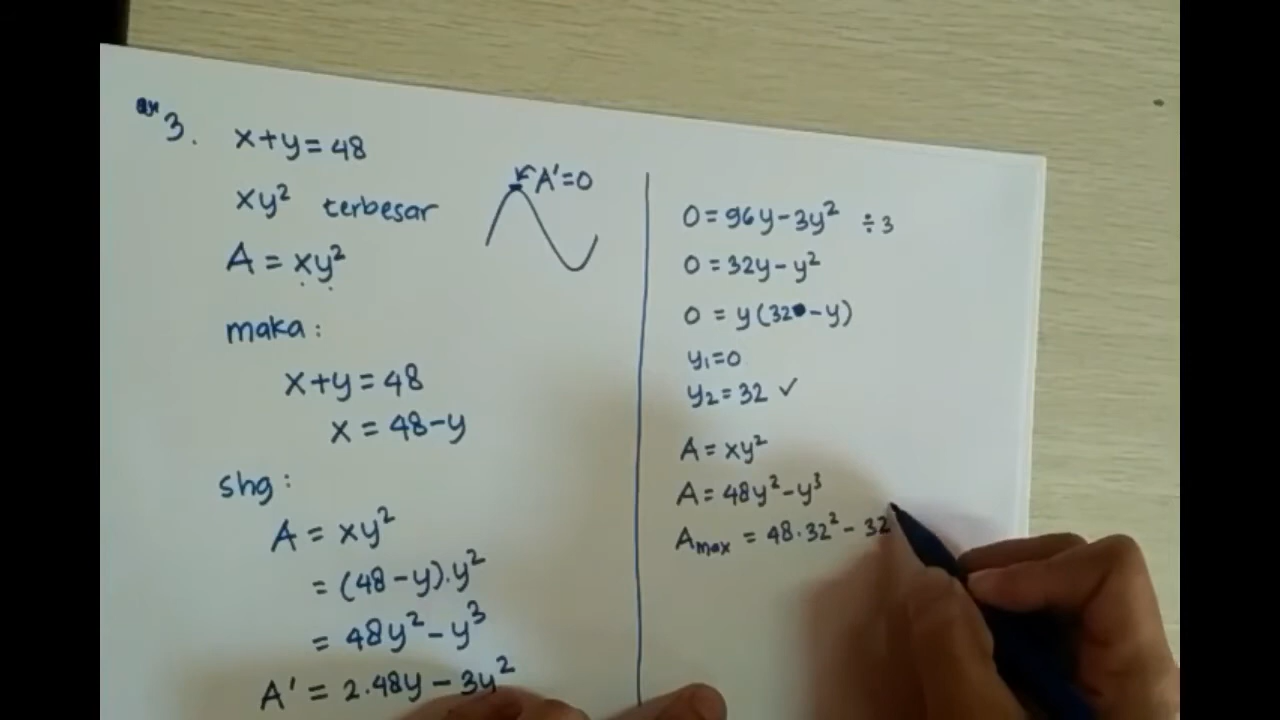 3. x+y=48
xy² terbesar
A = xy²
maka:
x+y=48
x = 48-y
shg:
A = xy²
= (48-y).y²
= 48y²-y³
A' = 2.48y-3y²
A'=0
0=96y-3y² ÷3
0=32y-y²
0=y(32-y)
y₁=0
y₂=32 ✓
A=xy²
A=48y²-y³
Amax = 48.32²-32